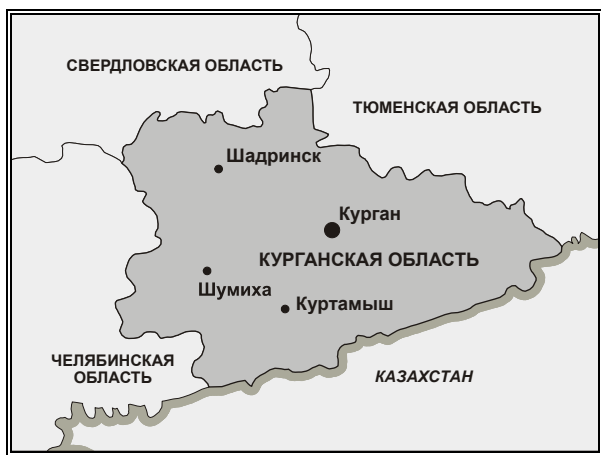 СВЕРДЛОВСКАЯ ОБЛАСТЬ
ТЮМЕНСКАЯ ОБЛАСТЬ
Шадринск
Курган
КУРГАНСКАЯ ОБЛАСТЬ
Шумиха
Куртамыш
ЧЕЛЯБИНСКАЯ
ОБЛАСТЬ
КАЗАХСТАН